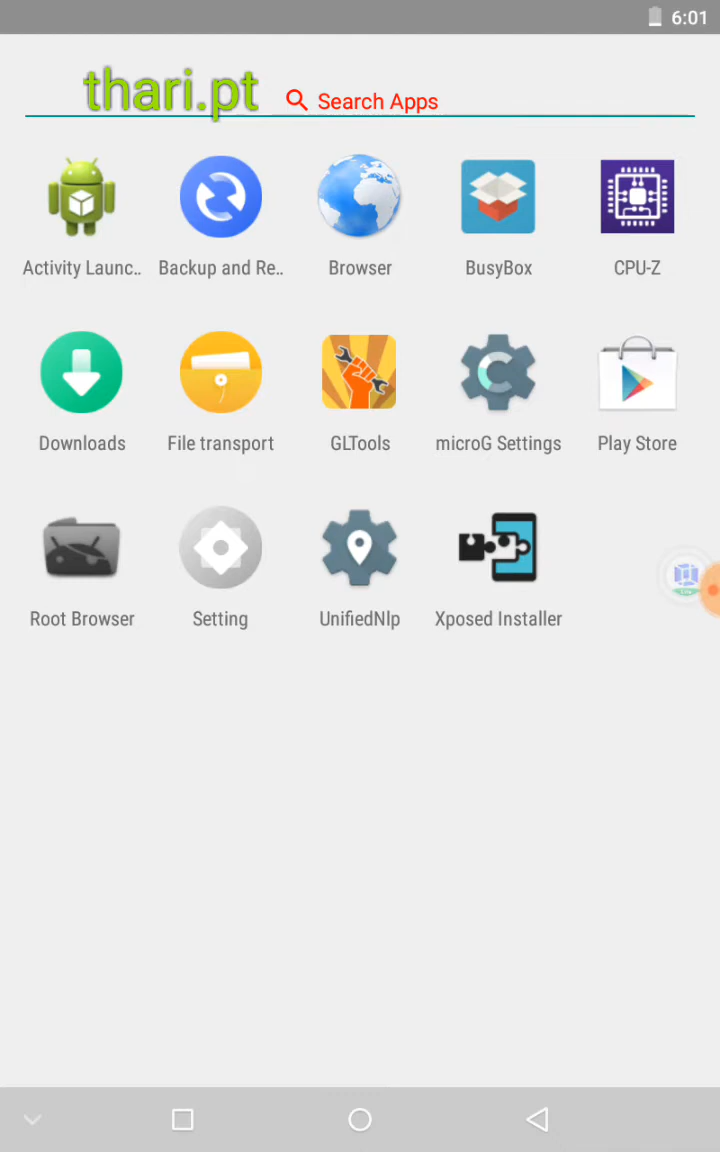 6:01
thari.pt Search Apps
Activity Launc.. Backup and Re.. Browser BusyBox CPU-Z
Downloads File transport GLTools microG Settings Play Store
Root Browser Setting UnifiedNlp Xposed Installer